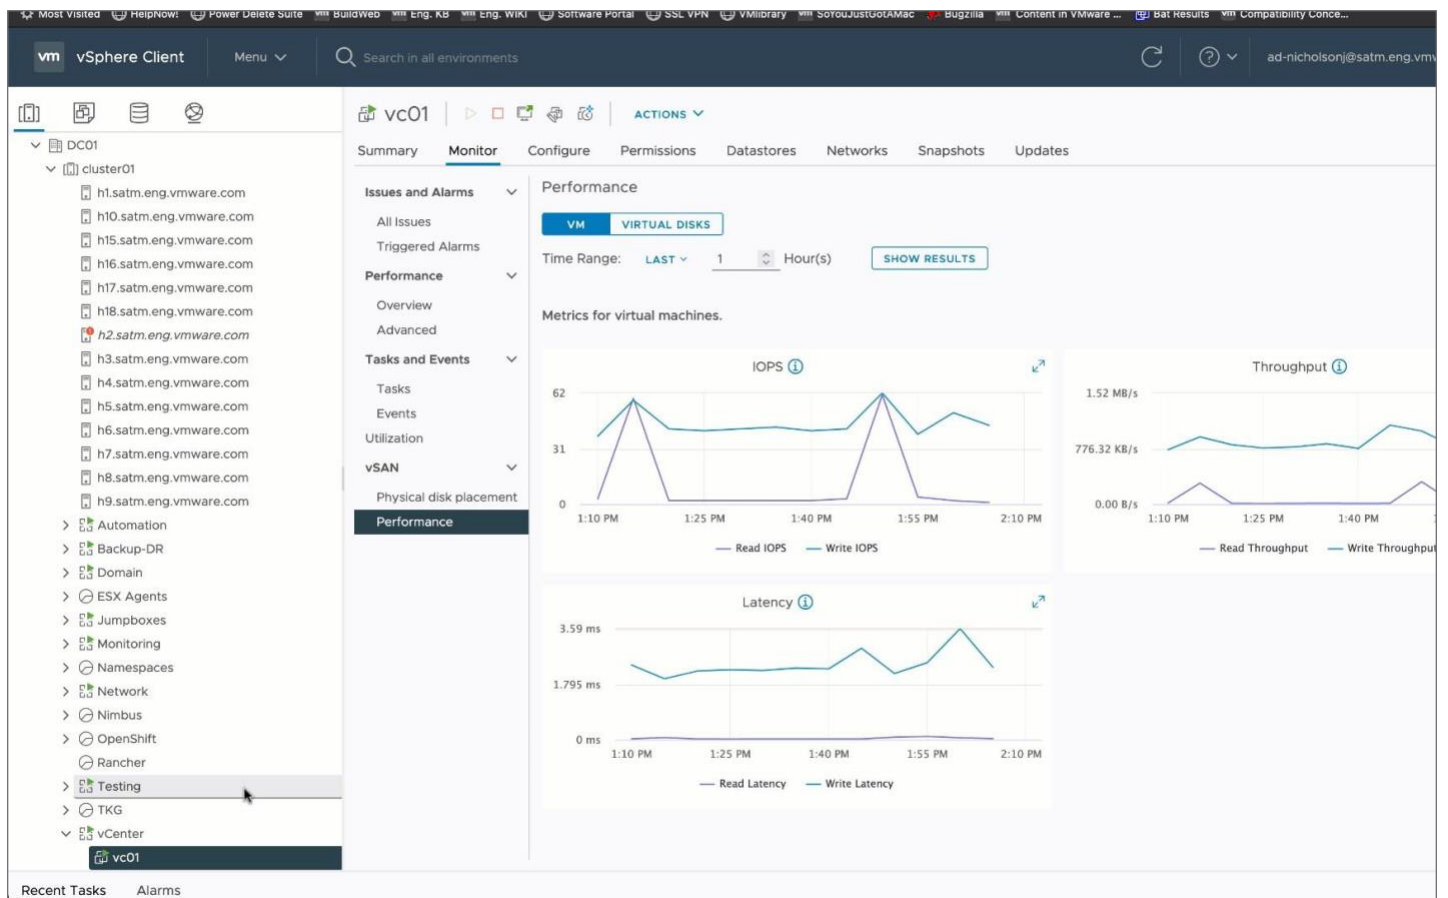 Most Visited HelpNow! Power Delete Suite vm BuildWeb vm Eng. KB vm Eng. WIKI Software Portal SSL VPN VMlibrary vm SoYouJustGotAMac Bugzilla vm Content in VMware ... Bat Results vm Compatibility Conce...
vm vSphere Client Menu Search in all environments ad-nicholsonj@satm.eng.vmw
DC01
cluster01
h1.satm.eng.vmware.com
h10.satm.eng.vmware.com
h15.satm.eng.vmware.com
h16.satm.eng.vmware.com
h17.satm.eng.vmware.com
h18.satm.eng.vmware.com
h2.satm.eng.vmware.com
h3.satm.eng.vmware.com
h4.satm.eng.vmware.com
h5.satm.eng.vmware.com
h6.satm.eng.vmware.com
h7.satm.eng.vmware.com
h8.satm.eng.vmware.com
h9.satm.eng.vmware.com
Automation
Backup-DR
Domain
ESX Agents
Jumpboxes
Monitoring
Namespaces
Network
Nimbus
OpenShift
Rancher
Testing
TKG
vCenter
vc01
vc01 ACTIONS
Summary Monitor Configure Permissions Datastores Networks Snapshots Updates
Issues and Alarms
All Issues
Triggered Alarms
Performance
Overview
Advanced
Tasks and Events
Tasks
Events
Utilization
vSAN
Physical disk placement
Performance
Performance
VM VIRTUAL DISKS
Time Range: LAST 1 Hour(s) SHOW RESULTS
Metrics for virtual machines.
IOPS
62
31
0
1:10 PM 1:25 PM 1:40 PM 1:55 PM 2:10 PM
Read IOPS Write IOPS
Throughput
1.52 MB/s
776.32 KB/s
0.00 B/s
1:10 PM 1:25 PM 1:40 PM
Read Throughput Write Throughput
Latency
3.59 ms
1.795 ms
0 ms
1:10 PM 1:25 PM 1:40 PM 1:55 PM 2:10 PM
Read Latency Write Latency
Recent Tasks Alarms